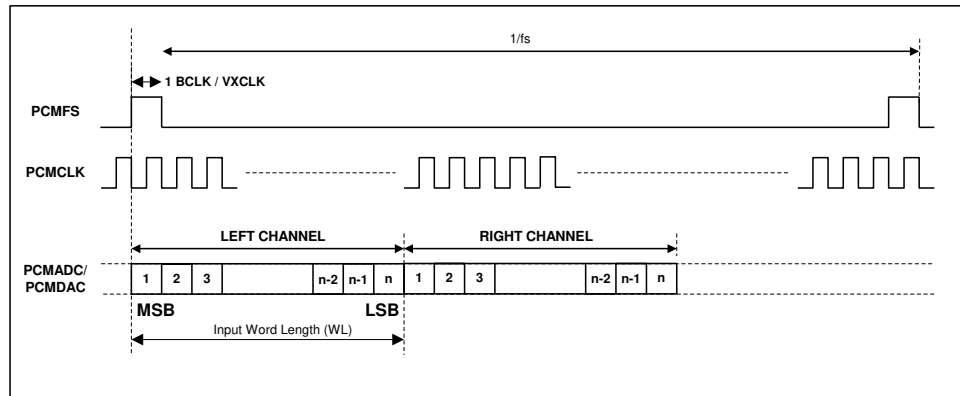 1/fs
1 BCLK / VXCLK
PCMFS
PCMCLK
LEFT CHANNEL RIGHT CHANNEL
PCMADC/
PCMDAC
1 2 3 n-2 n-1 n 1 2 3 n-2 n-1 n
MSB LSB
Input Word Length (WL)